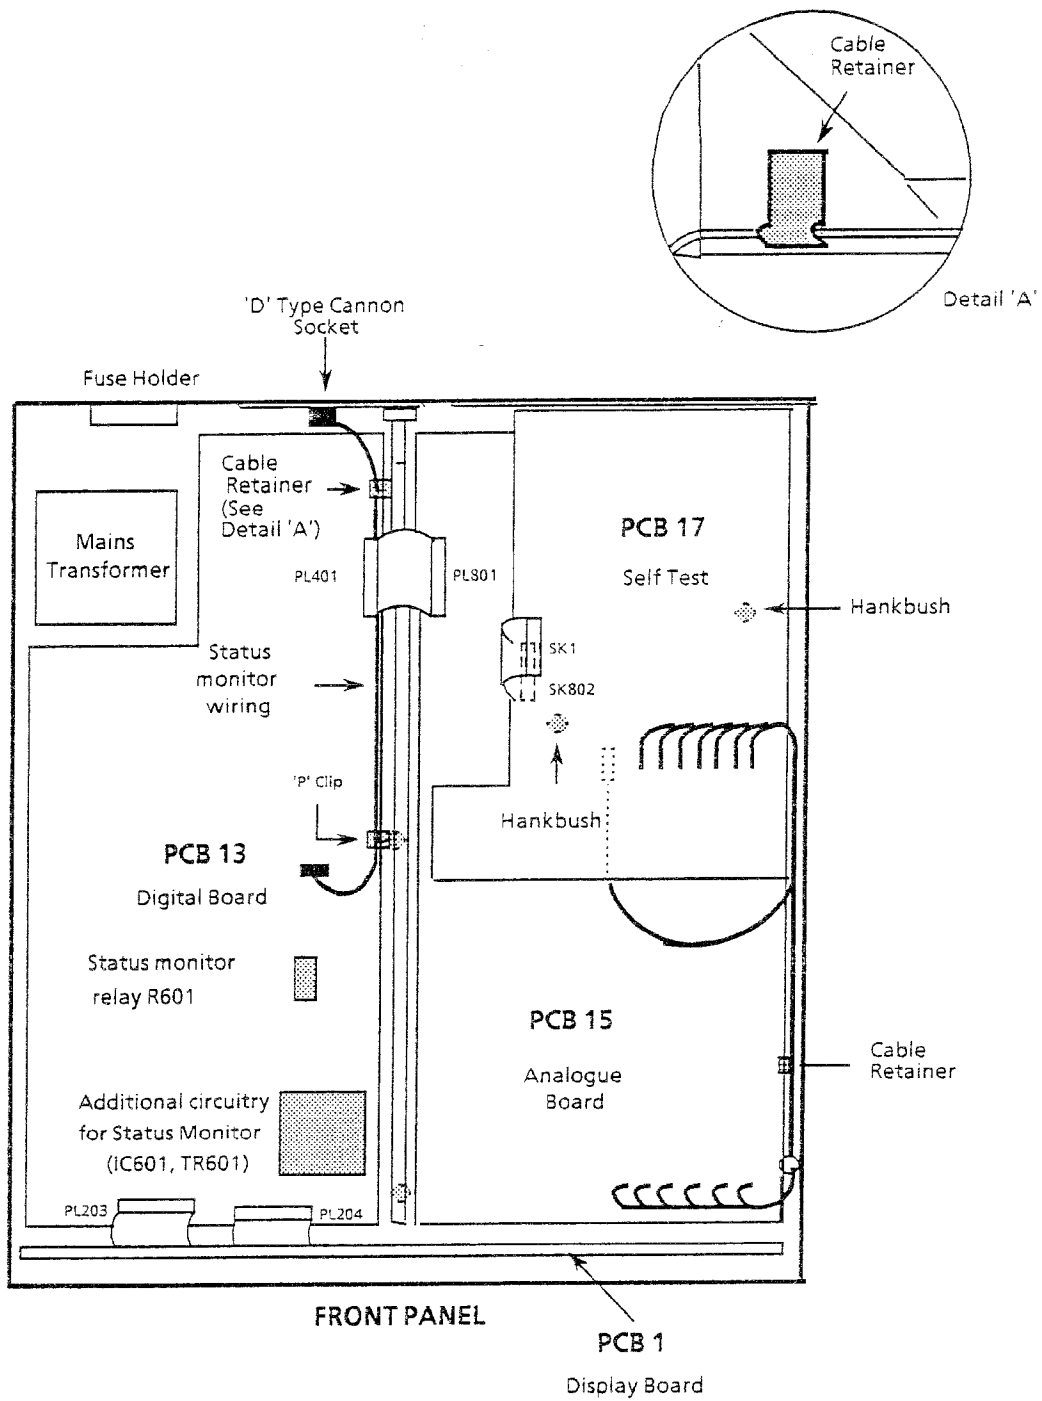 Cable
Retainer
Detail 'A'
'D' Type Cannon
Socket
Fuse Holder
Cable
Retainer
(See
Detail 'A')
Mains
Transformer
PL401
PL801
PCB 17
Self Test
Hankbush
SK1
SK802
Status
monitor
wiring
Hankbush
'P' Clip
PCB 13
Digital Board
Status monitor
relay R601
PCB 15
Analogue
Board
Cable
Retainer
Additional circuitry
for Status Monitor
(IC601, TR601)
PL203
PL204
FRONT PANEL
PCB 1
Display Board